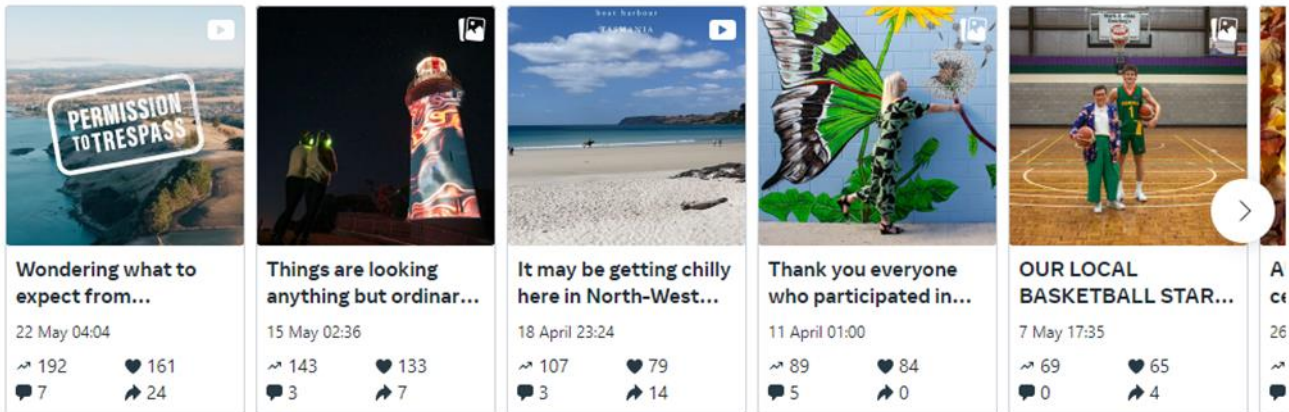 PERMISSION
TO TRESPASS
Wondering what to
expect from...
22 May 04:04
192
161
7
24
Things are looking
anything but ordinar...
15 May 02:36
143
133
3
7
boat harbour
TASMANIA
It may be getting chilly
here in North-West...
18 April 23:24
107
79
3
14
Thank you everyone
who participated in...
11 April 01:00
89
84
5
0
OUR LOCAL
BASKETBALL STAR...
7 May 17:35
69
65
0
4
26